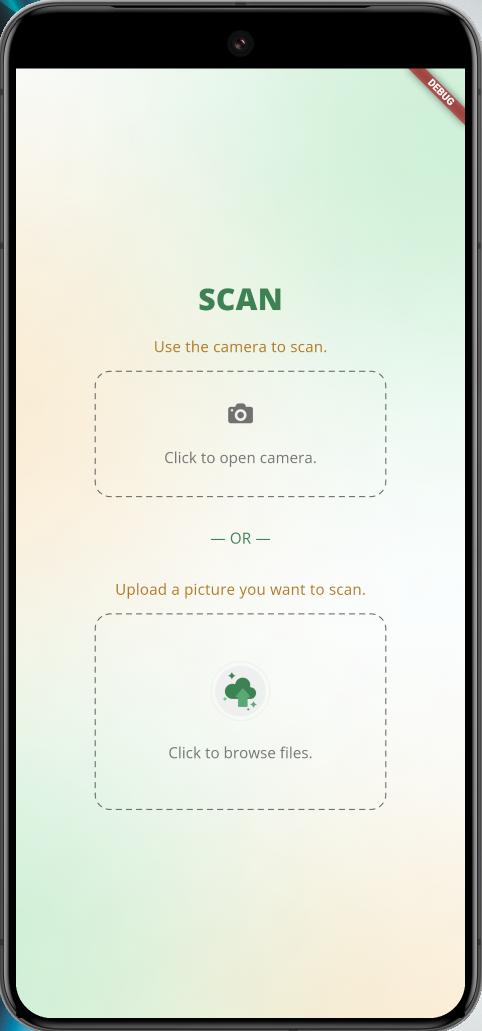 DEBUG
SCAN
Use the camera to scan.
Click to open camera.
— OR —
Upload a picture you want to scan.
Click to browse files.